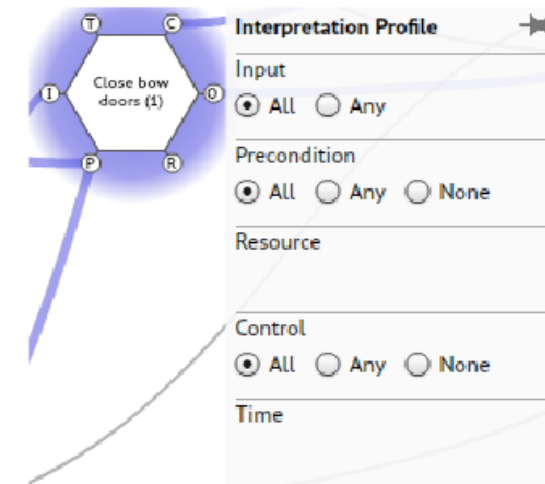 T
C
Interpretation Profile
Close bow
doors (1)
I
O
P
R
Input
All
Any
Precondition
All
Any
None
Resource
Control
All
Any
None
Time